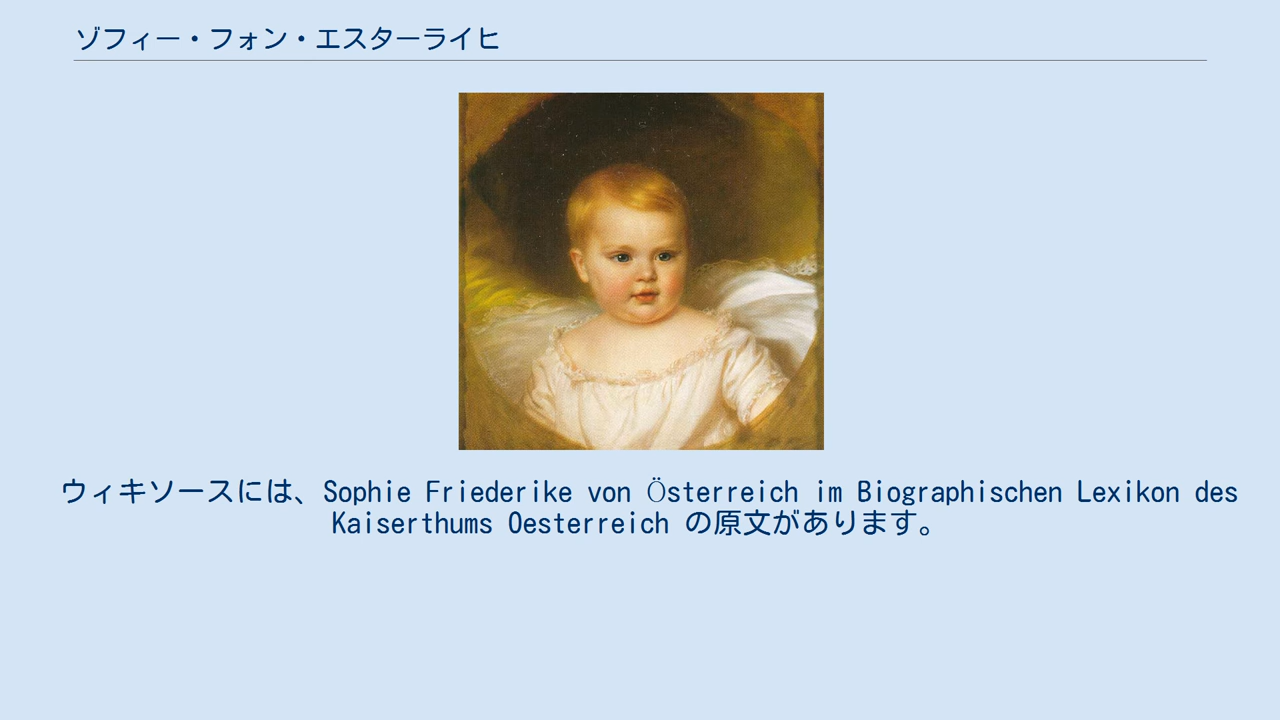 ゾフィー・フォン・エスターライヒ
ウィキソースには、Sophie Friederike von Österreich im Biographischen Lexikon des
Kaiserthums Oesterreich の原文があります。